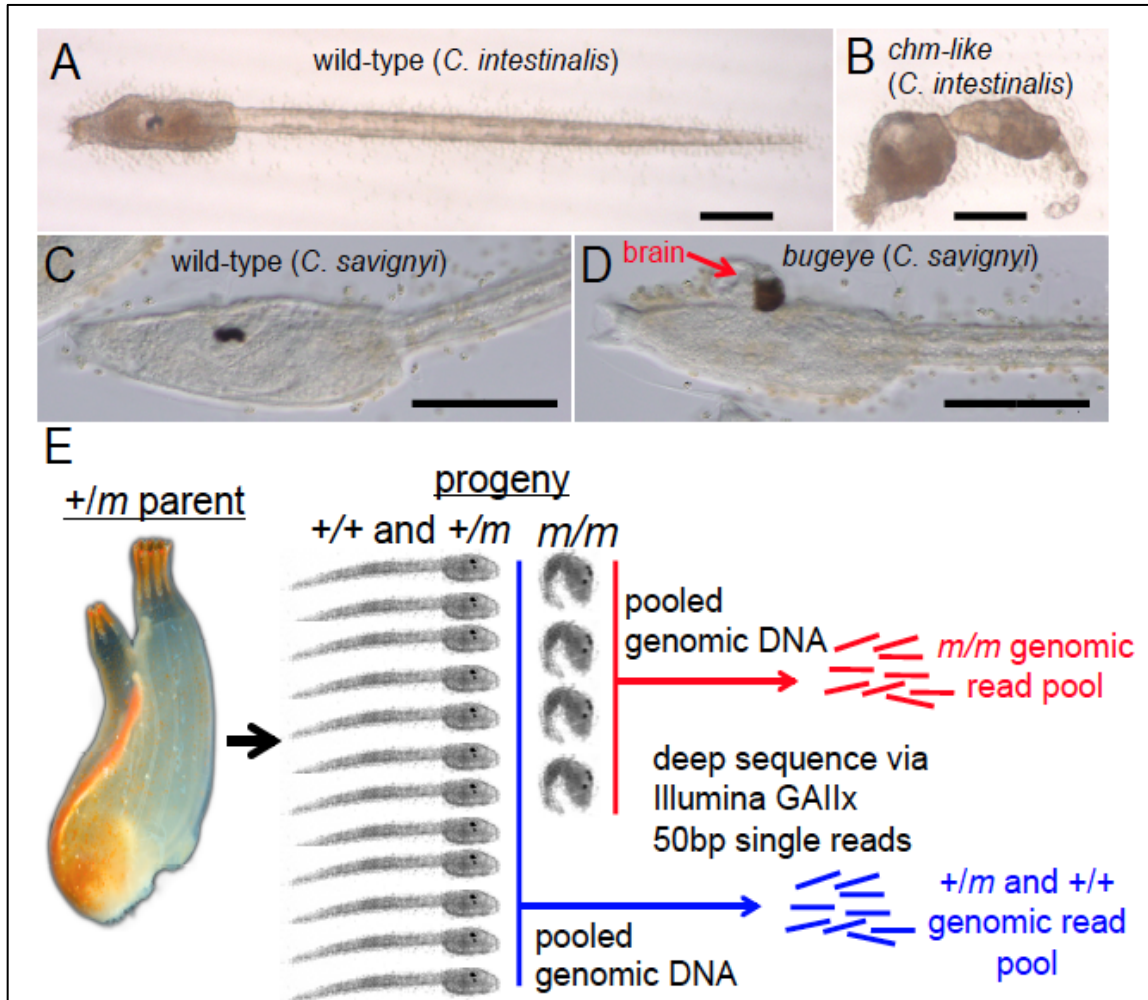 A
wild-type (C. intestinalis)
B
chm-like
(C. intestinalis)
C
wild-type (C. savignyi)
D
brain
bugeye (C. savignyi)
E
+/m parent
progeny
+/+ and +/m
m/m
pooled
genomic DNA
m/m genomic
read pool
deep sequence via
Illumina GAIIx
50bp single reads
pooled
genomic DNA
+/m and +/+
genomic read
pool